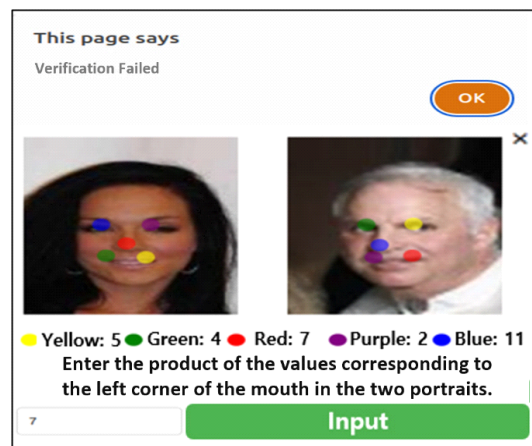 This page says
Verification Failed
OK
×
Yellow: 5 Green: 4 Red: 7 Purple: 2 Blue: 11
Enter the product of the values corresponding to
the left corner of the mouth in the two portraits.
7
Input